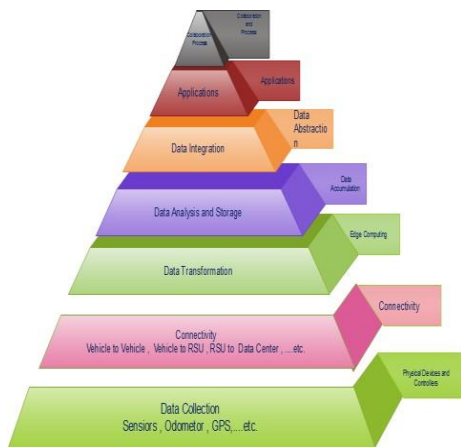 Collaboration
Process
Collaboration
and
Process
Applications
Applications
Data Integration
Data
Abstractio
n
Data Analysis and Storage
Data
Accumulation
Data Transformation
Edge Computing
Connectivity
Vehicle to Vehicle , Vehicle to RSU , RSU to Data Center , ....etc.
Connectivity
Data Collection
Sensiors , Odometor , GPS,....etc.
Physical Devices and
Controllers